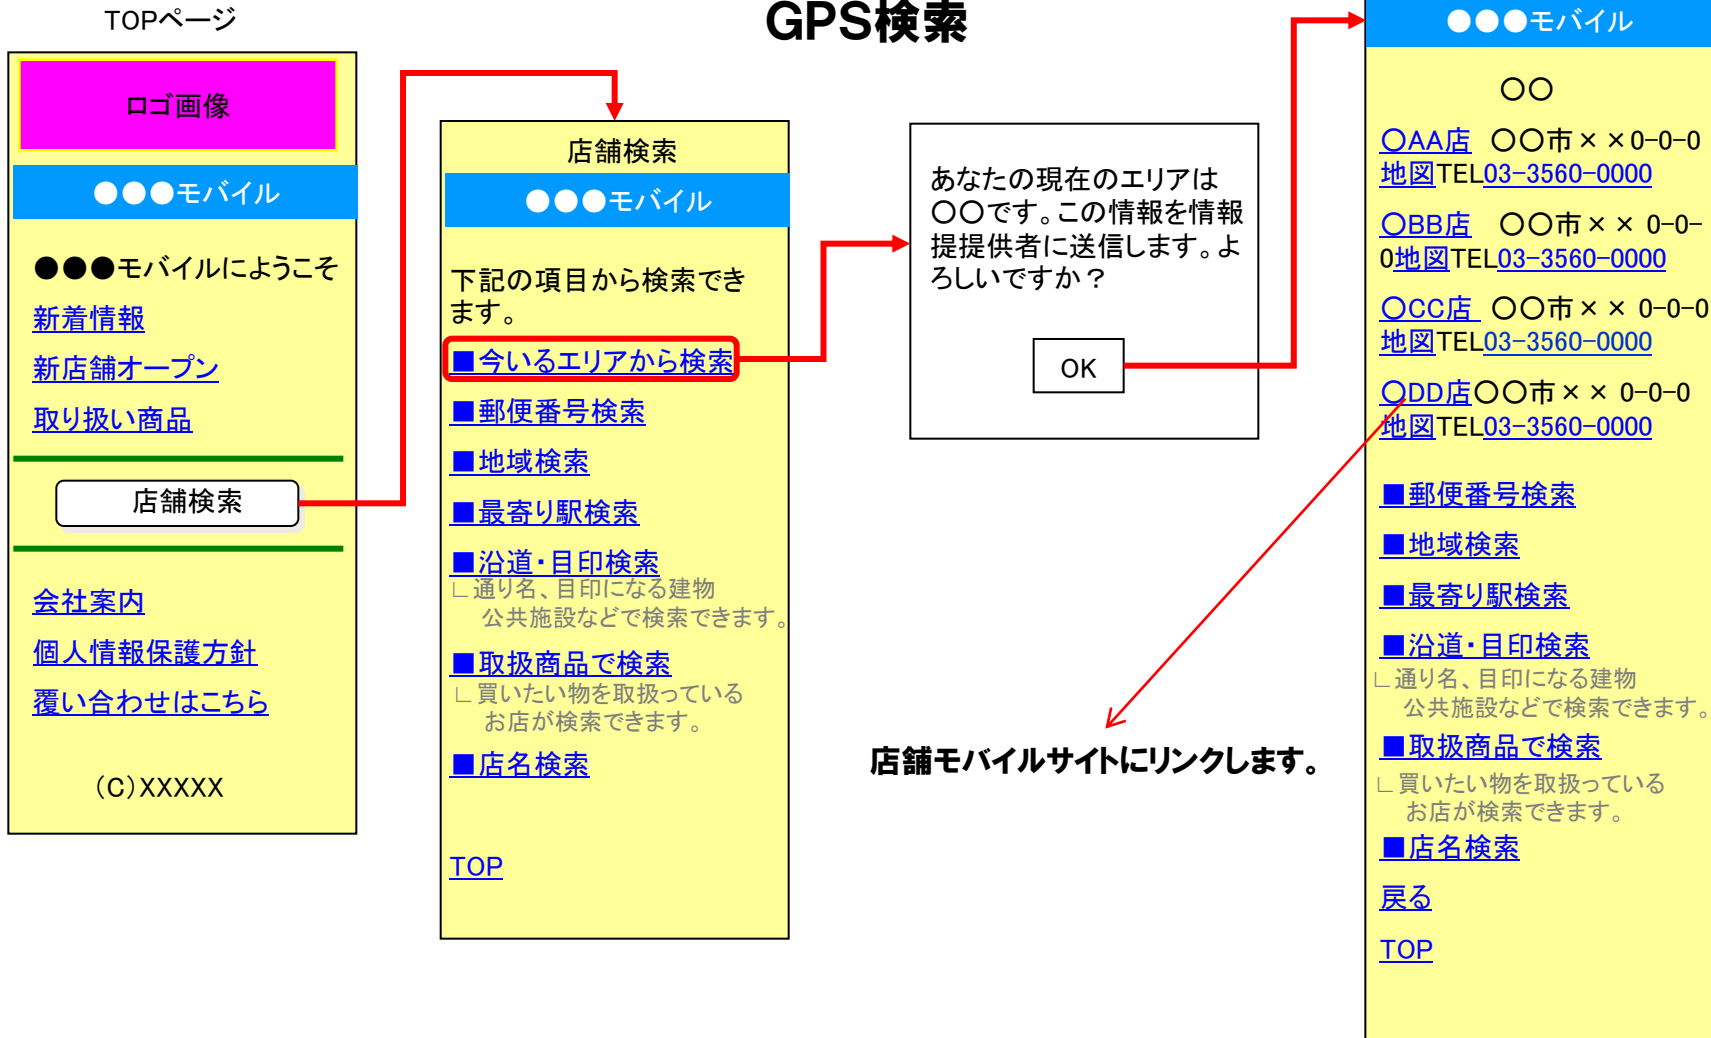 GPS検索
TOPページ
ロゴ画像
●●●モバイル
●●●モバイルにようこそ
新着情報
新店舗オープン
取り扱い商品
店舗検索
会社案内
個人情報保護方針
覆い合わせはこちら
(C)XXXXX
店舗検索
●●●モバイル
下記の項目から検索でき
ます。
■今いるエリアから検索
■郵便番号検索
■地域検索
■最寄り駅検索
■沿道・目印検索
∟通り名、目印になる建物
公共施設などで検索できます。
■取扱商品で検索
∟買いたい物を取扱っている
お店が検索できます。
■店名検索
TOP
あなたの現在のエリアは
〇〇です。この情報を情報
提提供者に送信します。よ
ろしいですか？
OK
店舗モバイルサイトにリンクします。
●●●モバイル
〇〇
〇AA店 〇〇市××0-0-0
地図TEL03-3560-0000
〇BB店 〇〇市×× 0-0-
0地図TEL03-3560-0000
〇CC店 〇〇市×× 0-0-0
地図TEL03-3560-0000
〇DD店〇〇市×× 0-0-0
地図TEL03-3560-0000
■郵便番号検索
■地域検索
■最寄り駅検索
■沿道・目印検索
∟通り名、目印になる建物
公共施設などで検索できます。
■取扱商品で検索
∟買いたい物を取扱っている
お店が検索できます。
■店名検索
戻る
TOP